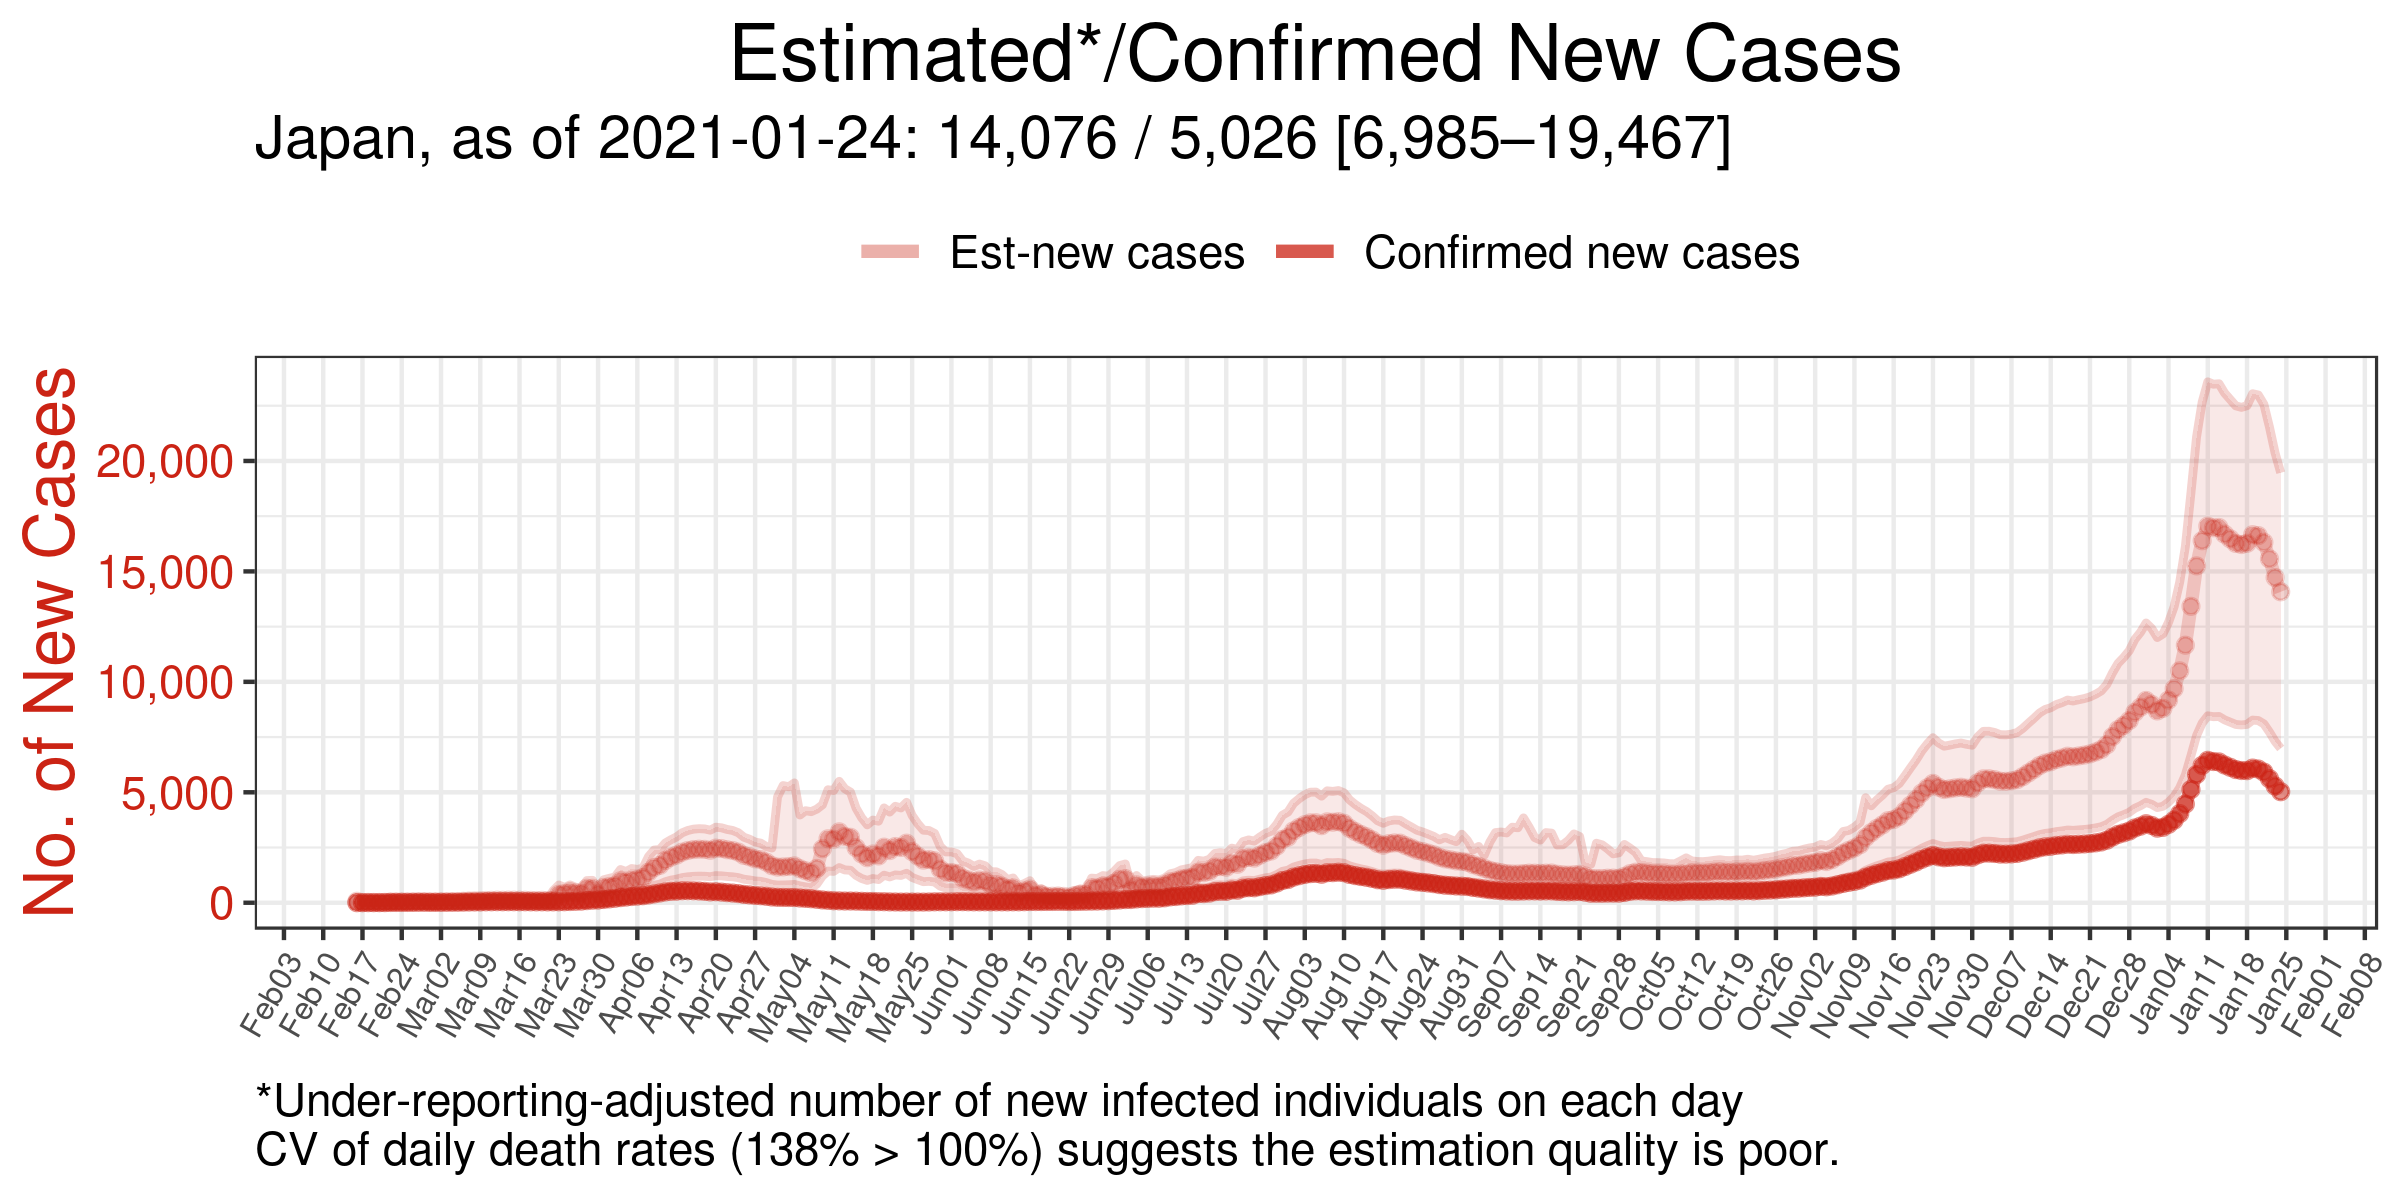 Estimated*/Confirmed New Cases
Japan, as of 2021-01-24: 14,076 / 5,026 [6,985–19,467]
Est-new cases Confirmed new cases
No. of New Cases
20,000
15,000
10,000
5,000
0
Feb03 Feb10 Feb17 Feb24 Mar02 Mar09 Mar16 Mar23 Mar30 Apr06 Apr13 Apr20 Apr27 May04 May11 May18 May25 Jun01 Jun08 Jun15 Jun22 Jun29 Jul06 Jul13 Jul20 Jul27 Aug03 Aug10 Aug17 Aug24 Aug31 Sep07 Sep14 Sep21 Sep28 Oct05 Oct12 Oct19 Oct26 Nov02 Nov09 Nov16 Nov23 Nov30 Dec07 Dec14 Dec21 Dec28 Jan04 Jan11 Jan18 Jan25 Feb01 Feb08
*Under-reporting-adjusted number of new infected individuals on each day
CV of daily death rates (138% > 100%) suggests the estimation quality is poor.